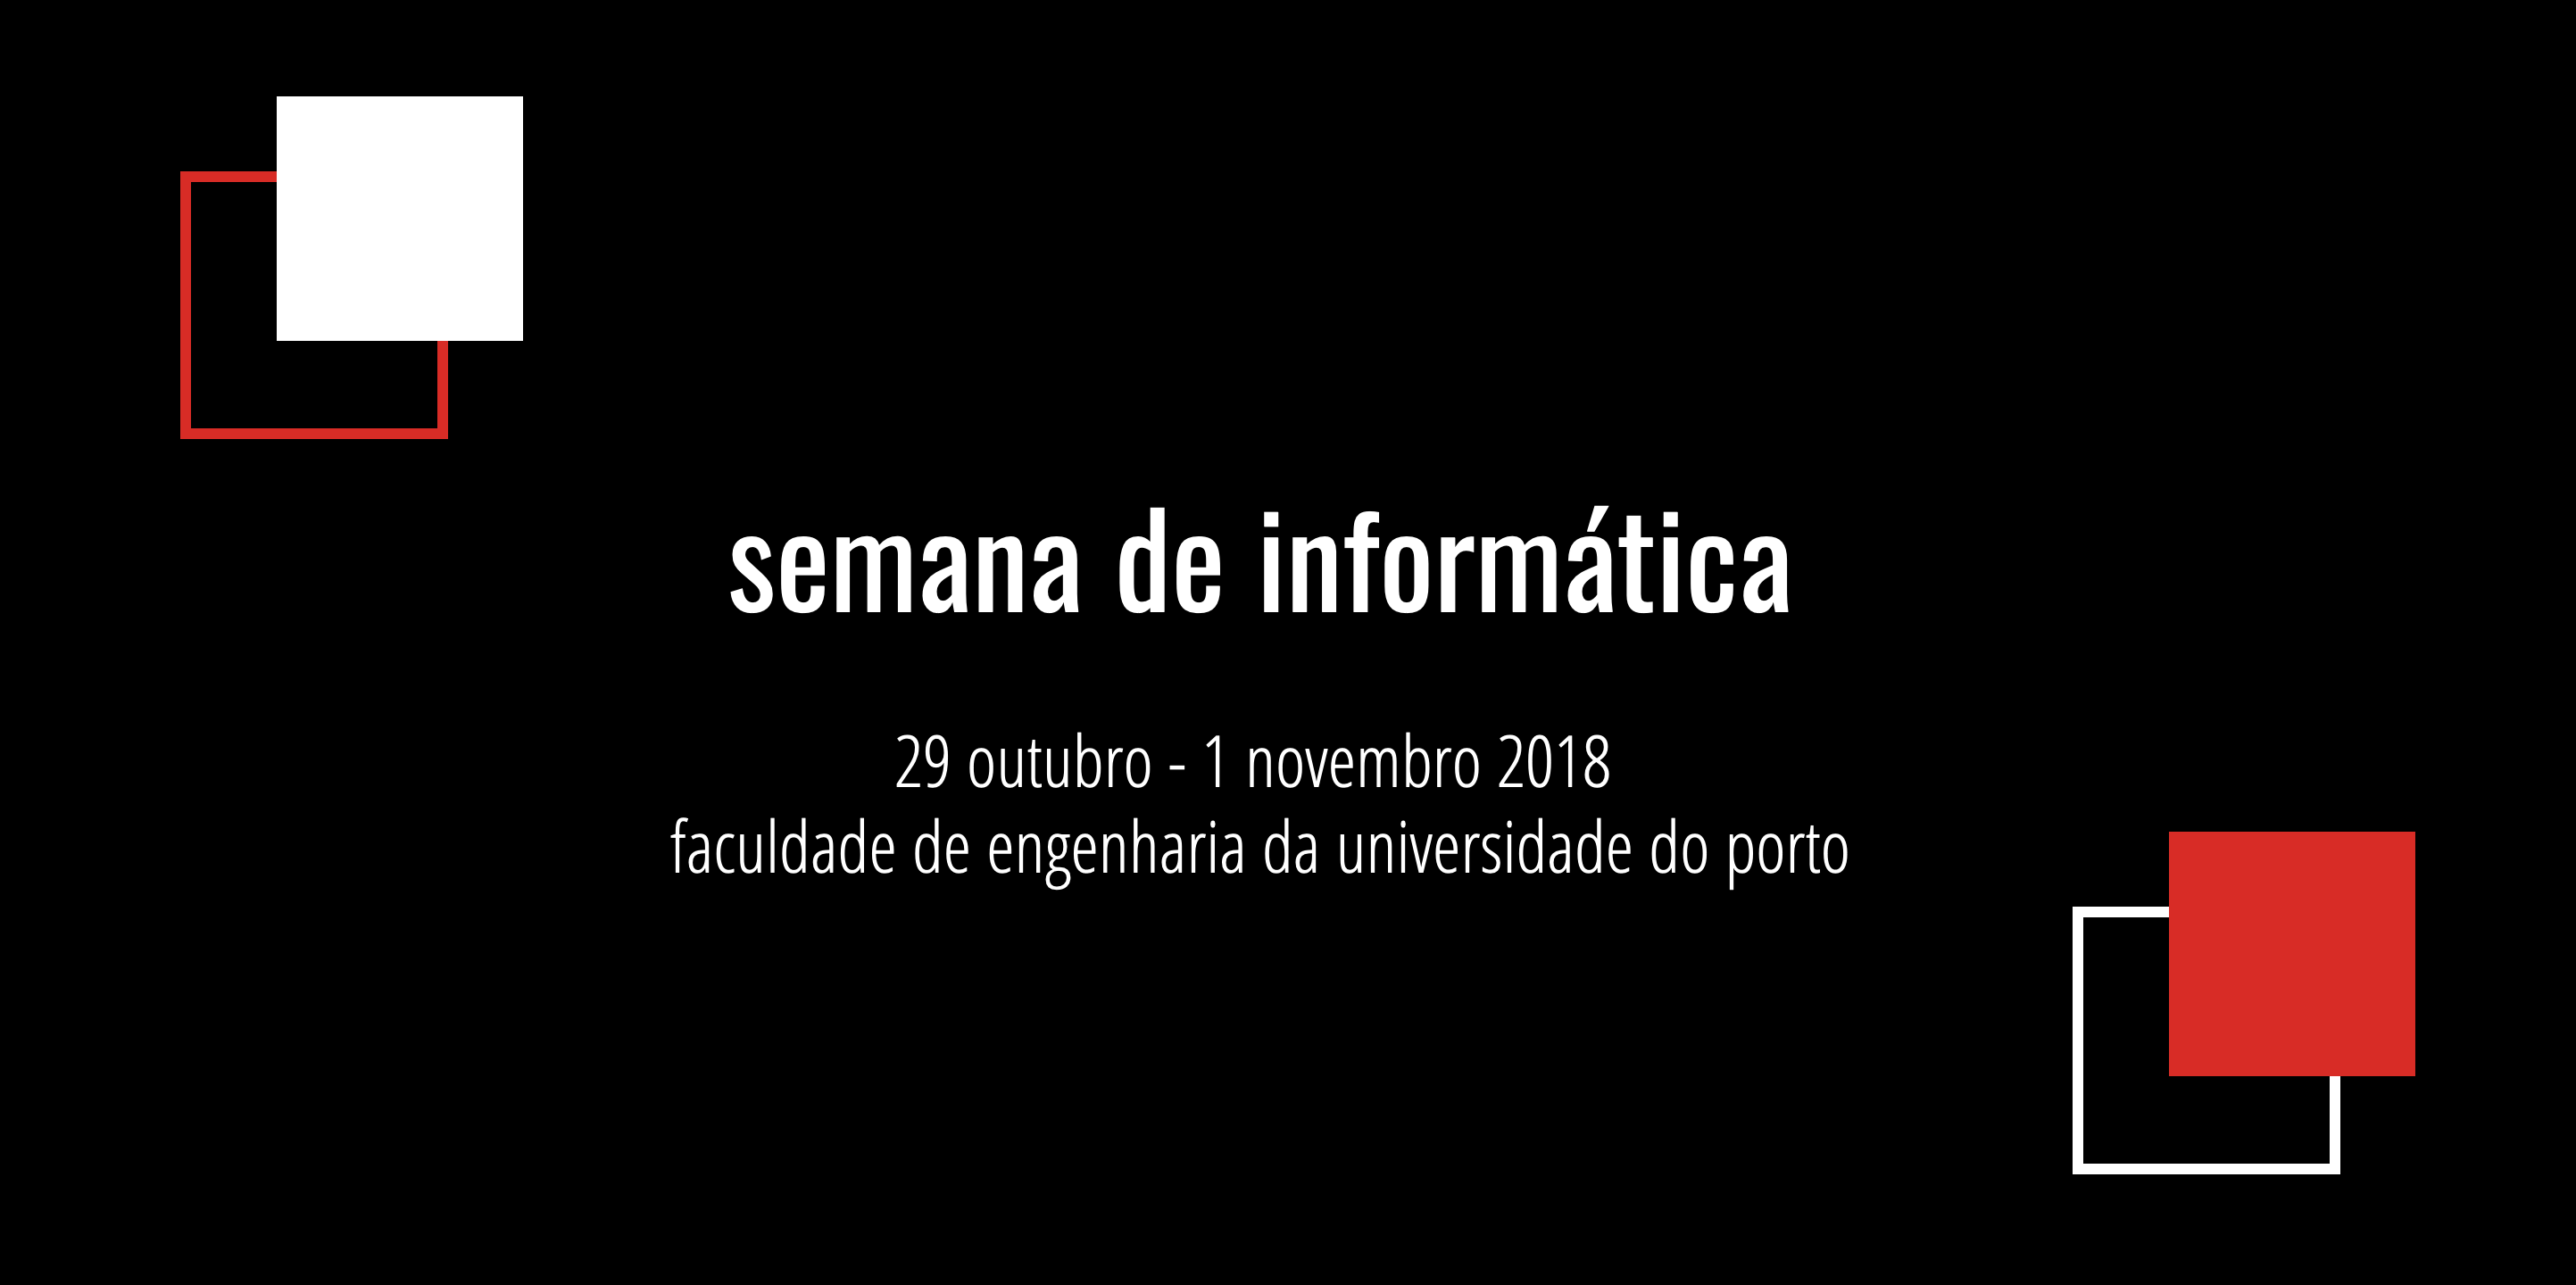 semana de informática
29 outubro - 1 novembro 2018
faculdade de engenharia da universidade do porto